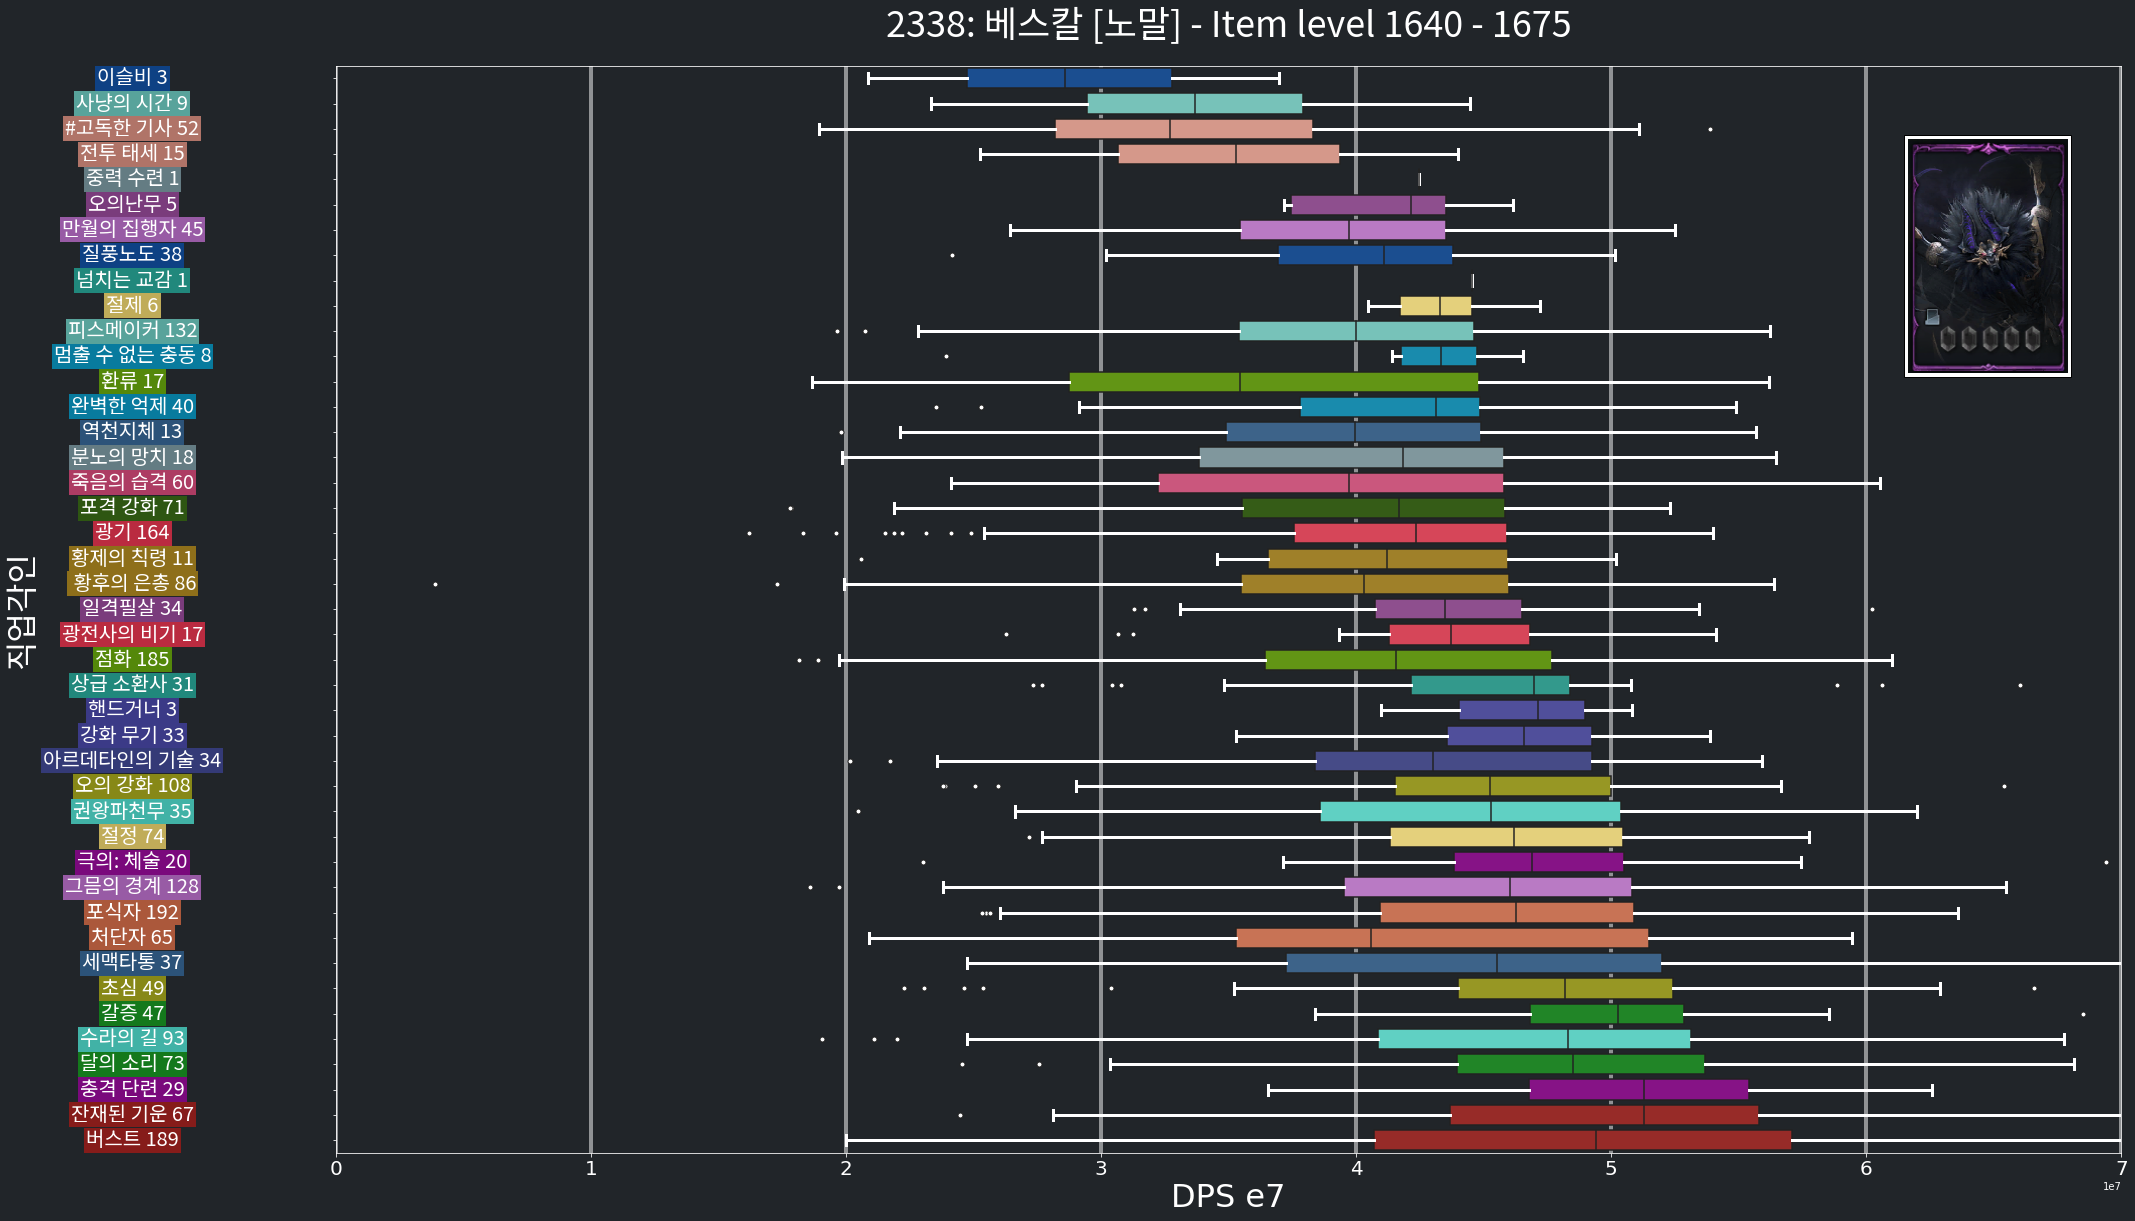 2338: 베스칼 [노말] - Item level 1640 - 1675
이슬비 3
사냥의 시간 9
#고독한 기사 52
전투 태세 15
중력 수련 1
오의난무 5
만월의 집행자 45
질풍노도 38
넘치는 교감 1
절제 6
피스메이커 132
멈출 수 없는 충동 8
환류 17
완벽한 억제 40
역천지체 13
분노의 망치 18
죽음의 습격 60
포격 강화 71
광기 164
황제의 칙령 11
황후의 은총 86
일격필살 34
광전사의 비기 17
점화 185
상급 소환사 31
핸드거너 3
강화 무기 33
아르데타인의 기술 34
오의 강화 108
권왕파천무 35
절정 74
극의: 체술 20
그믐의 경계 128
포식자 192
처단자 65
세맥타통 37
초심 49
갈증 47
수라의 길 93
달의 소리 73
충격 단련 29
잔재된 기운 67
버스트 189
직업각인
0 1 2 3 4 5 6 7
1e7
DPS e7